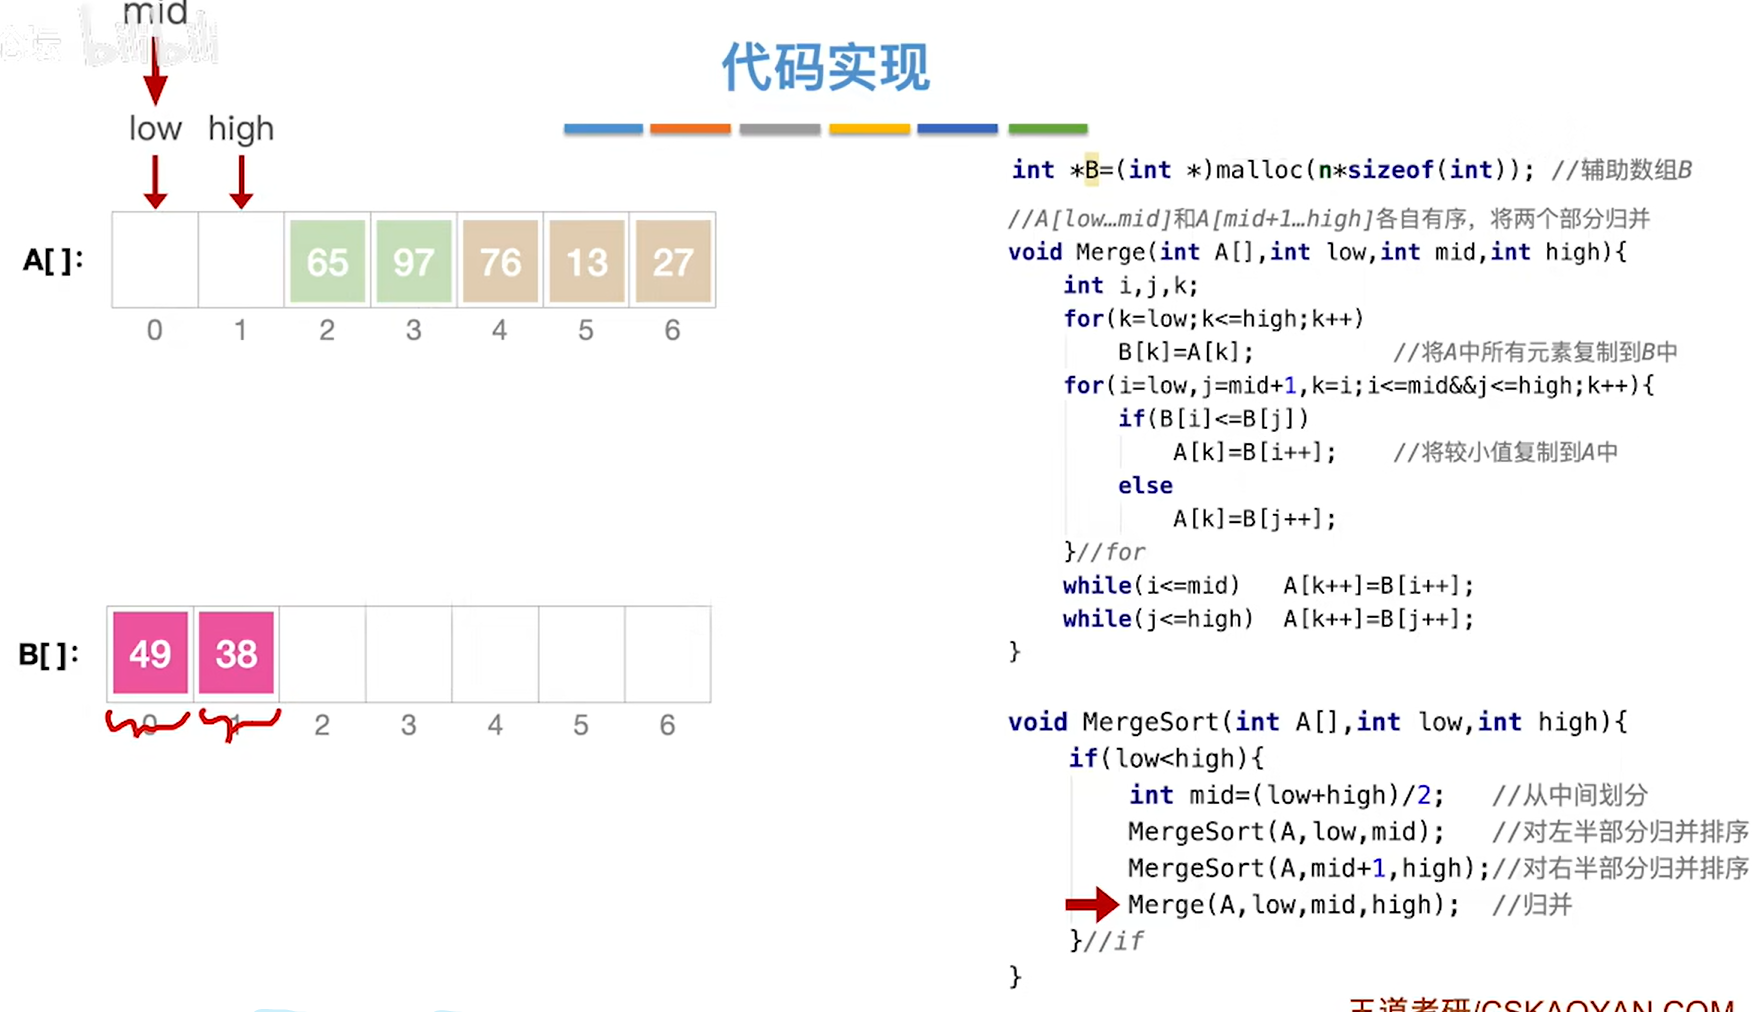 mid
bilibili
代码实现
low high
A[]: 65 97 76 13 27
0 1 2 3 4 5 6
B[]: 49 38
0 1 2 3 4 5 6
int *B=(int *)malloc(n*sizeof(int)); //辅助数组B
//A[low…mid]和A[mid+1…high]各自有序，将两个部分归并
void Merge(int A[],int low,int mid,int high){
int i,j,k;
for(k=low;k<=high;k++)
B[k]=A[k]; //将A中所有元素复制到B中
for(i=low,j=mid+1,k=i;i<=mid&&j<=high;k++){
if(B[i]<=B[j])
A[k]=B[i++]; //将较小值复制到A中
else
A[k]=B[j++];
}//for
while(i<=mid) A[k++]=B[i++];
while(j<=high) A[k++]=B[j++];
}
void MergeSort(int A[],int low,int high){
if(low<high){
int mid=(low+high)/2; //从中间划分
MergeSort(A,low,mid); //对左半部分归并排序
MergeSort(A,mid+1,high);//对右半部分归并排序
Merge(A,low,mid,high); //归并
}//if
}
王道考研/CSKAOYAN.COM